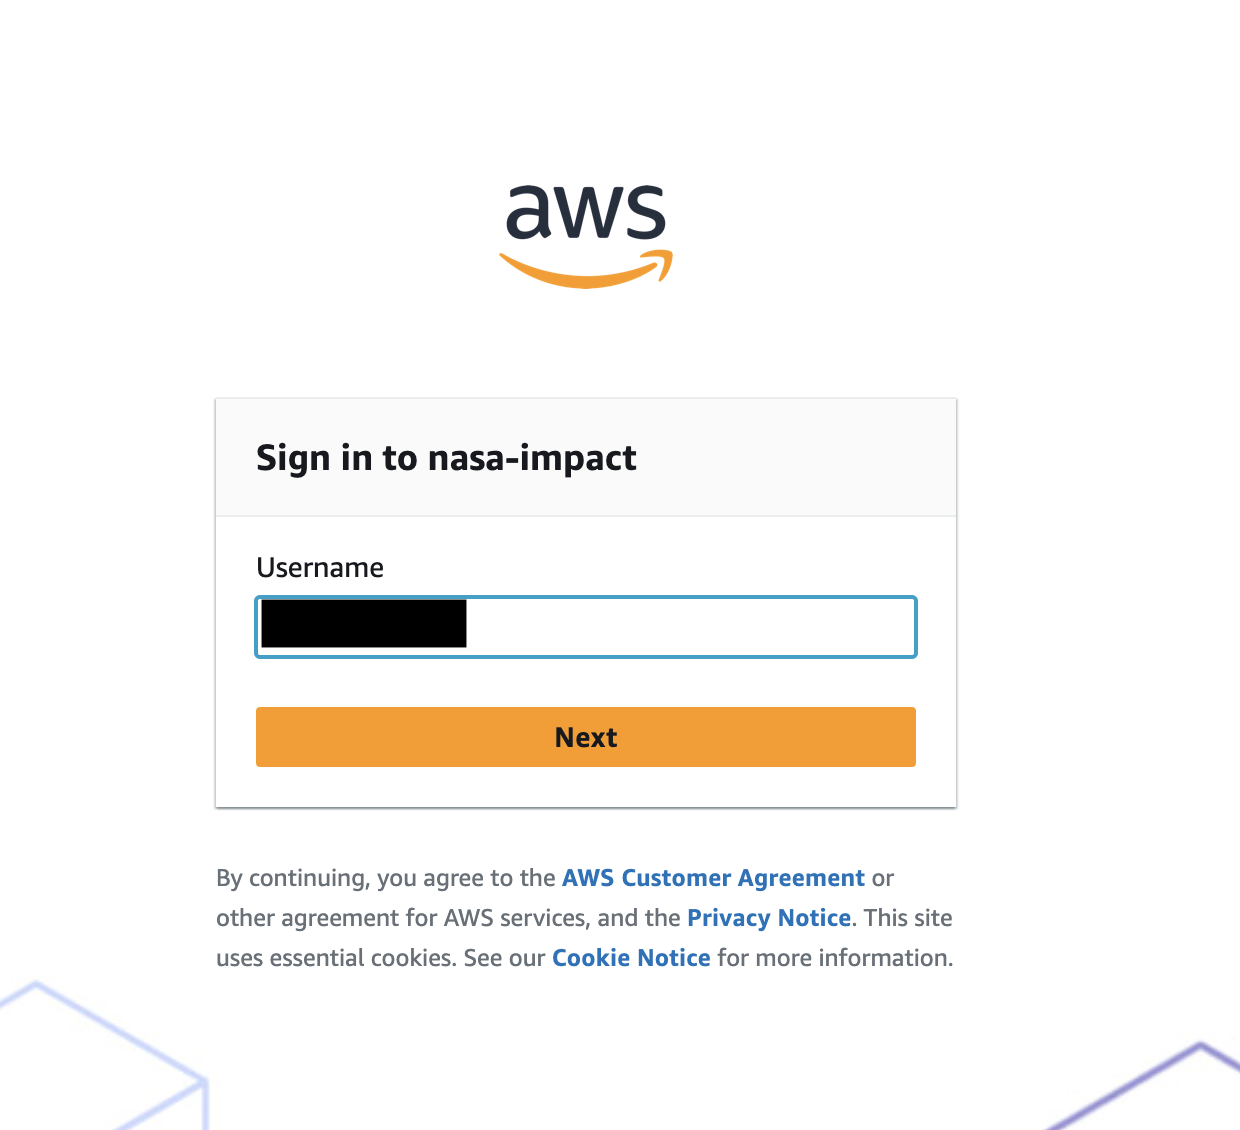 aws
Sign in to nasa-impact
Username
Next
By continuing, you agree to the AWS Customer Agreement or
other agreement for AWS services, and the Privacy Notice. This site
uses essential cookies. See our Cookie Notice for more information.